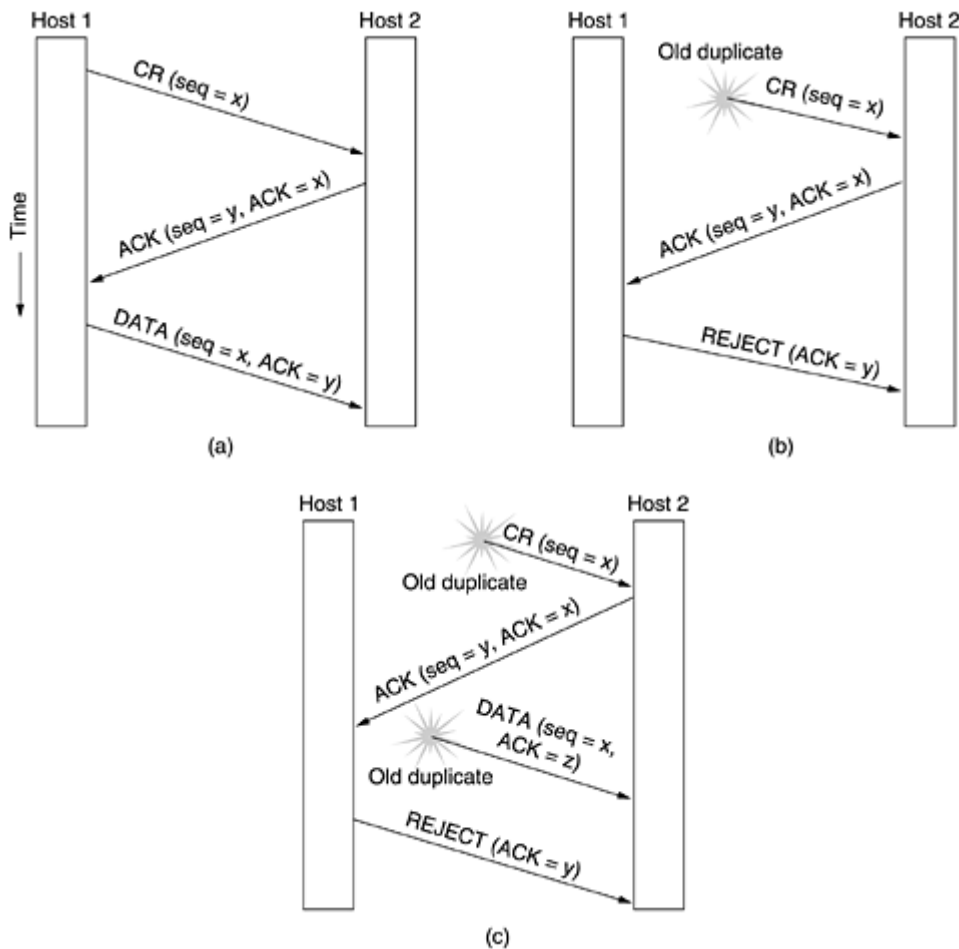 Host 1
Host 2
CR (seq = x)
ACK (seq = y, ACK = x)
DATA (seq = x, ACK = y)
Time
(a)
Host 1
Host 2
Old duplicate
CR (seq = x)
ACK (seq = y, ACK = x)
REJECT (ACK = y)
(b)
Host 1
Host 2
CR (seq = x)
Old duplicate
ACK (seq = y, ACK = x)
DATA (seq = x,
ACK = z)
Old duplicate
REJECT (ACK = y)
(c)